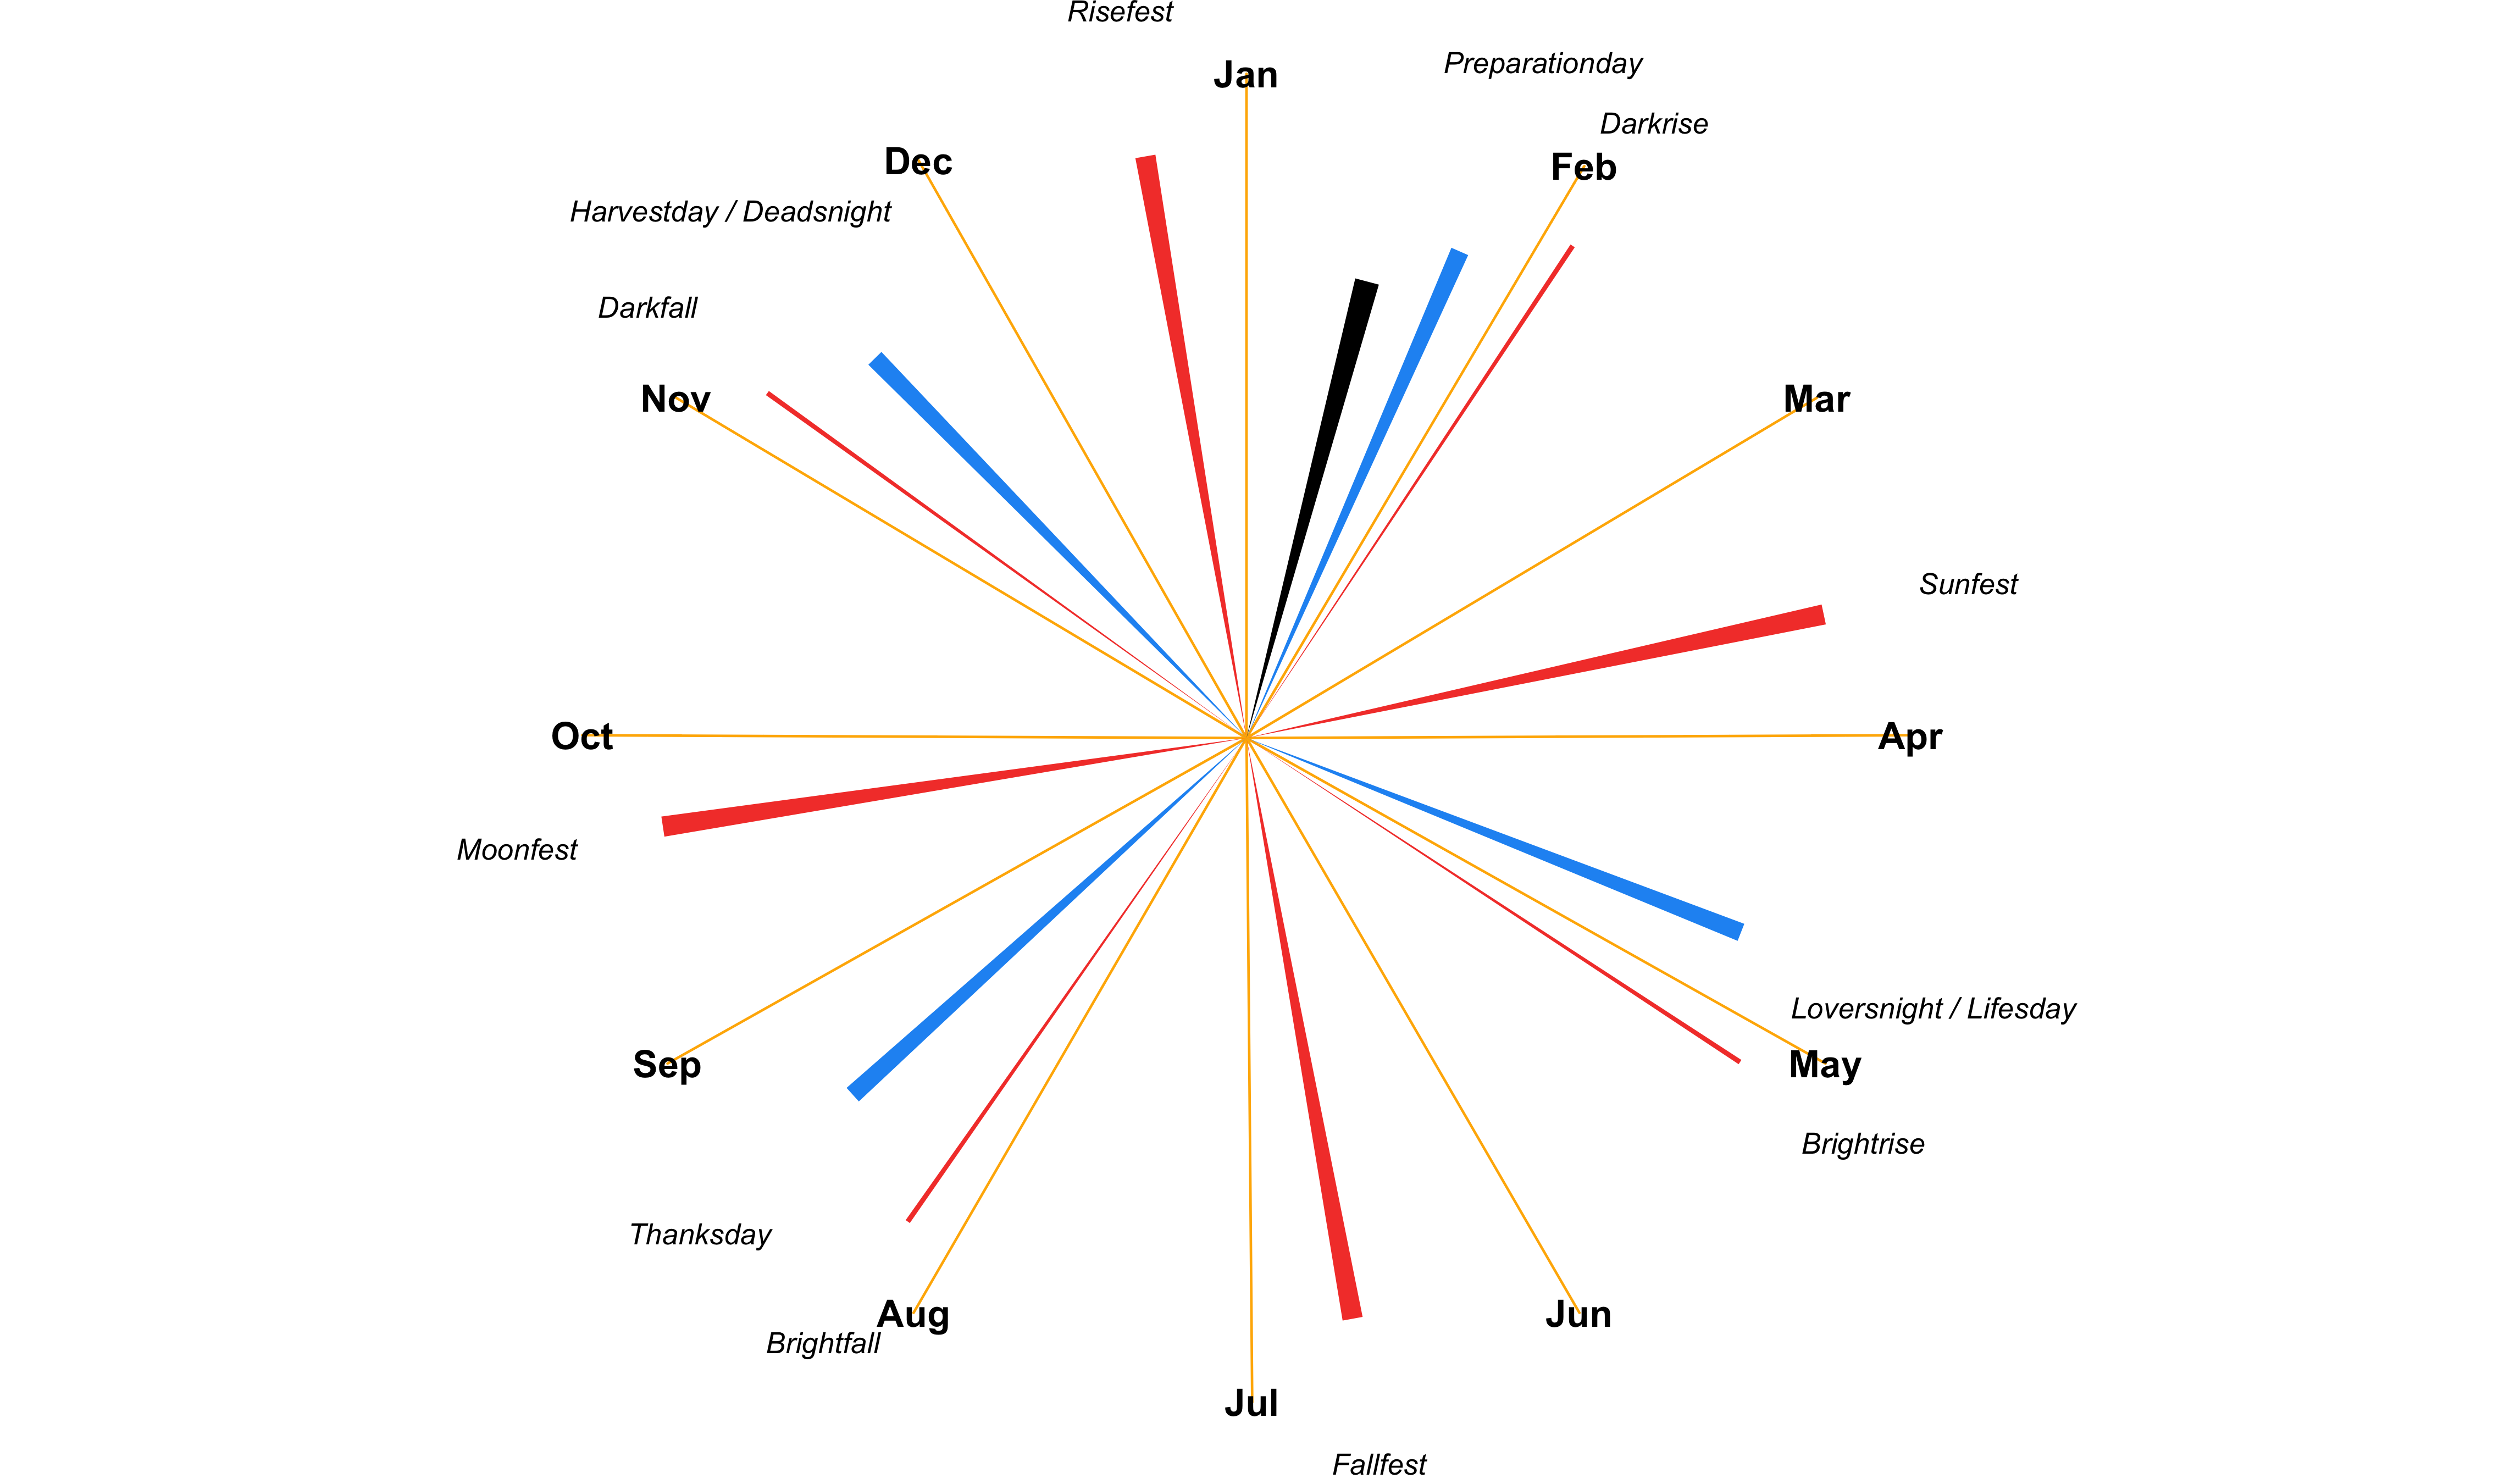 Risefest
Jan
Preparationday
Darkrise
Dec
Feb
Harvestday / Deadsnight
Darkfall
Nov
Mar
Sunfest
Oct
Apr
Moonfest
Loversnight / Lifesday
Sep
May
Brightrise
Thanksday
Aug
Jun
Brightfall
Jul
Fallfest